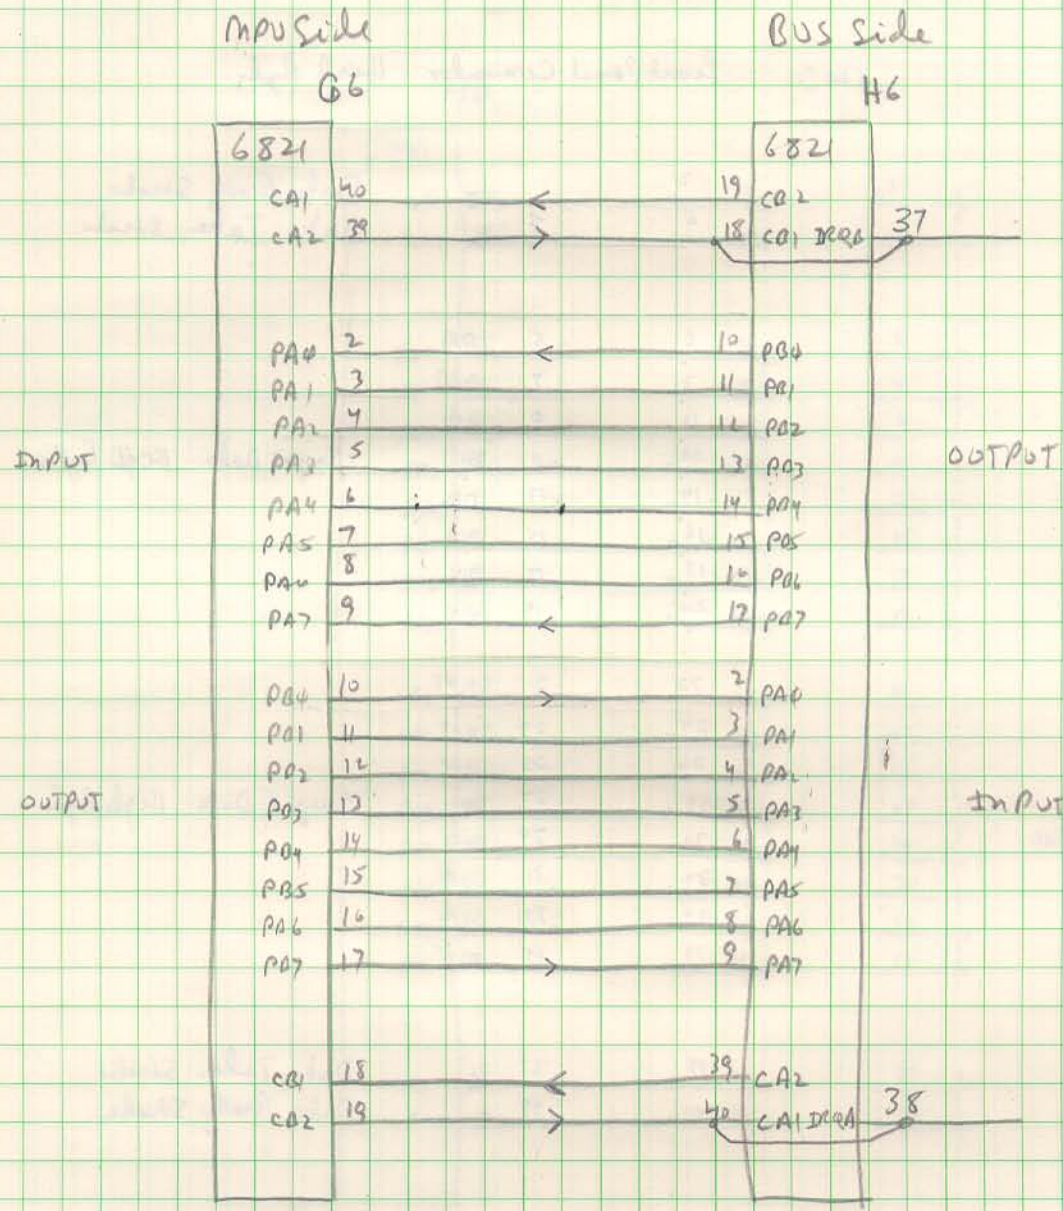 MPU Side BUS Side
G6 H6
6821 6821
CA1 40 19 CB2
CA2 39 18 CB1 IRQB 37
PA0 2 10 PB0
PA1 3 11 PB1
PA2 4 12 PB2
INPUT PA3 5 13 PB3 OUTPUT
PA4 6 14 PB4
PA5 7 15 PB5
PA6 8 16 PB6
PA7 9 17 PB7
PB0 10 2 PA0
PB1 11 3 PA1
PB2 12 4 PA2
OUTPUT PB3 13 5 PA3 INPUT
PB4 14 6 PA4
PB5 15 7 PA5
PB6 16 8 PA6
PB7 17 9 PA7
CB1 18 39 CA2
CB2 19 40 CA1 IRQA 38